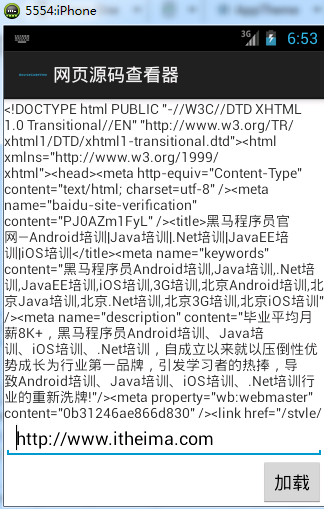 5554:iPhone
3G 6:53
网页源码查看器
<!DOCTYPE html PUBLIC "-//W3C//DTD XHTML
1.0 Transitional//EN" "http://www.w3.org/TR/
xhtml1/DTD/xhtml1-transitional.dtd"><html
xmlns="http://www.w3.org/1999/
xhtml"><head><meta http-equiv="Content-Type"
content="text/html; charset=utf-8" /><meta
name="baidu-site-verification"
content="PJ0AZm1FyL" /><title>黑马程序员官
网–Android培训|Java培训|.Net培训|JavaEE培
训|iOS培训</title><meta name="keywords"
content="黑马程序员Android培训,Java培训,.Net培
训,JavaEE培训,iOS培训,3G培训,北京Android培训,北
京Java培训,北京.Net培训,北京3G培训,北京iOS培训"
/><meta name="description" content="毕业平均月
薪8K+，黑马程序员Android培训、Java培
训、iOS培训、.Net培训，自成立以来就以压倒性优
势成长为行业第一品牌，引发学习者的热捧，导
致Android培训、Java培训、iOS培训、.Net培训行
业的重新洗牌!"/><meta property="wb:webmaster"
content="0b31246ae866d830" /><link href="/style/
http://www.itheima.com
加载